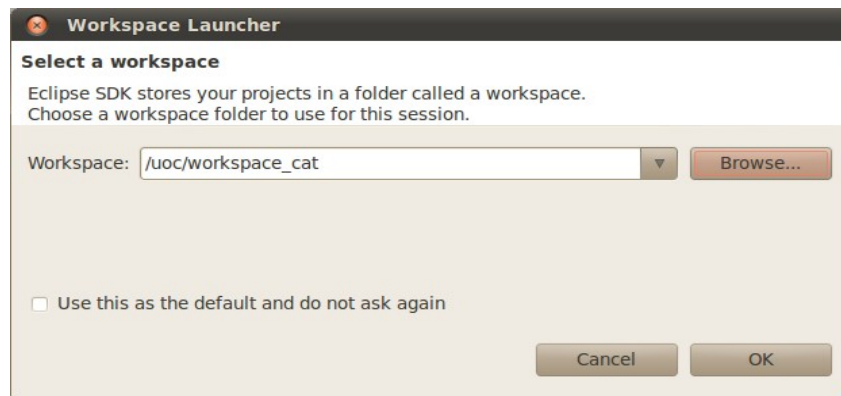 Workspace Launcher
Select a workspace
Eclipse SDK stores your projects in a folder called a workspace.
Choose a workspace folder to use for this session.
Workspace: /uoc/workspace_cat Browse...
Use this as the default and do not ask again
Cancel OK